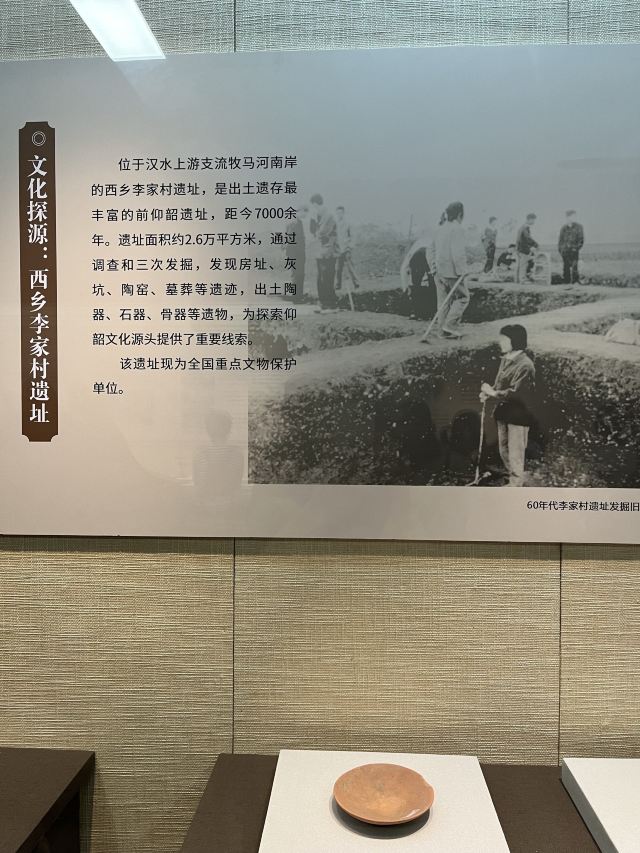 文化探源：西乡李家村遗址
位于汉水上游支流牧马河南岸
的西乡李家村遗址，是出土遗存最
丰富的前仰韶遗址，距今7000余
年。遗址面积约2.6万平方米，通过
调查和三次发掘，发现房址、灰
坑、陶窑、墓葬等遗迹，出土陶
器、石器、骨器等遗物，为探索仰
韶文化源头提供了重要线索。
该遗址现为全国重点文物保护
单位。
60年代李家村遗址发掘旧